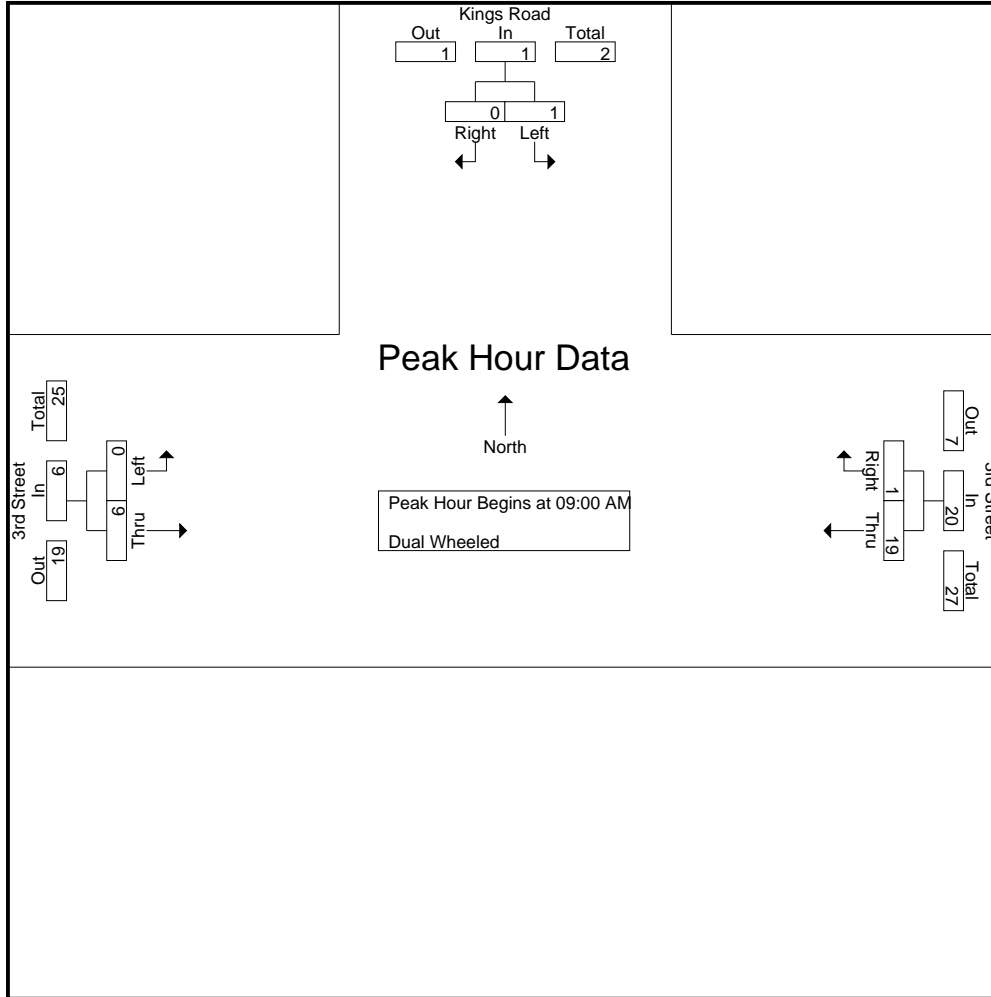 Kings Road
Out In Total
1 1 2
0 1
Right Left
Peak Hour Data
North
Peak Hour Begins at 09:00 AM
Dual Wheeled
3rd Street
Out In Total
19 6 25
Left Thru
0 6
3rd Street
Out In Total
7 20 27
Right Thru
1 19